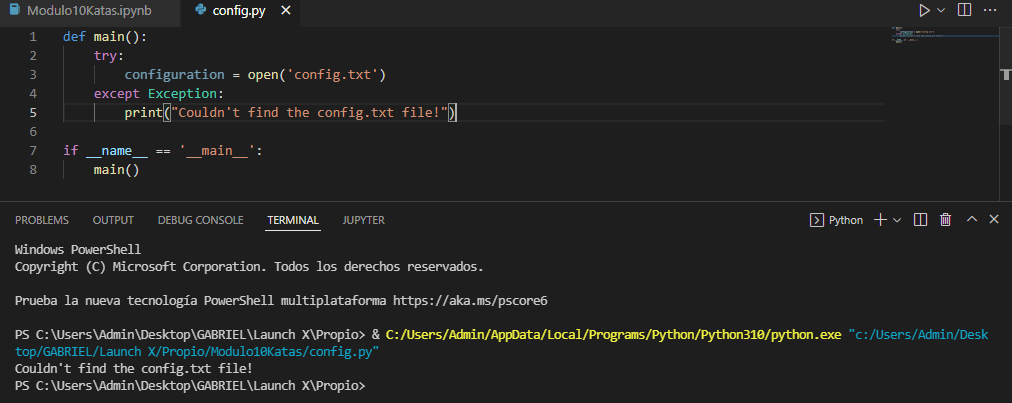 Modulo10Katas.ipynb config.py
1 def main():
2     try:
3         configuration = open('config.txt')
4     except Exception:
5         print("Couldn't find the config.txt file!")
6
7 if __name__ == '__main__':
8     main()
PROBLEMS OUTPUT DEBUG CONSOLE TERMINAL JUPYTER Python
Windows PowerShell
Copyright (C) Microsoft Corporation. Todos los derechos reservados.
Prueba la nueva tecnología PowerShell multiplataforma https://aka.ms/pscore6
PS C:\Users\Admin\Desktop\GABRIEL\Launch X\Propio> & C:/Users/Admin/AppData/Local/Programs/Python/Python310/python.exe "c:/Users/Admin/Desk
top/GABRIEL/Launch X/Propio/Modulo10Katas/config.py"
Couldn't find the config.txt file!
PS C:\Users\Admin\Desktop\GABRIEL\Launch X\Propio>